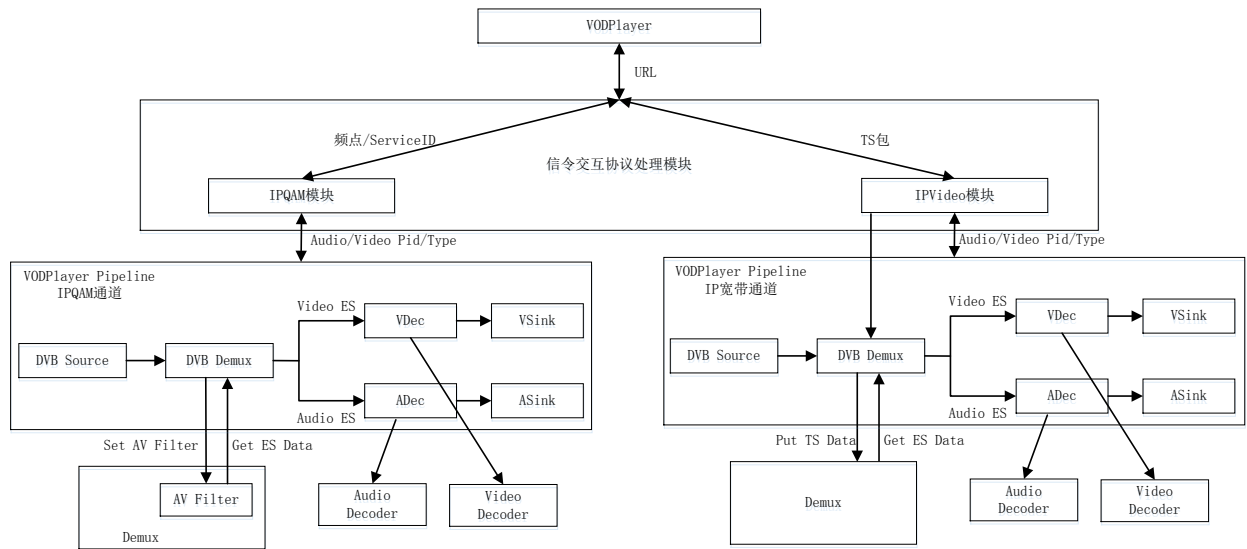 VODPlayer
URL
频点/ServiceID
TS包
信令交互协议处理模块
IPQAM模块
IPVideo模块
Audio/Video Pid/Type
Audio/Video Pid/Type
VODPlayer Pipeline
IPQAM通道
Video ES
VDec
VSink
DVB Source
DVB Demux
ADec
ASink
Audio ES
Set AV Filter
Get ES Data
AV Filter
Demux
Audio
Decoder
Video
Decoder
VODPlayer Pipeline
IP宽带通道
Video ES
VDec
VSink
DVB Source
DVB Demux
ADec
ASink
Audio ES
Put TS Data
Get ES Data
Demux
Audio
Decoder
Video
Decoder